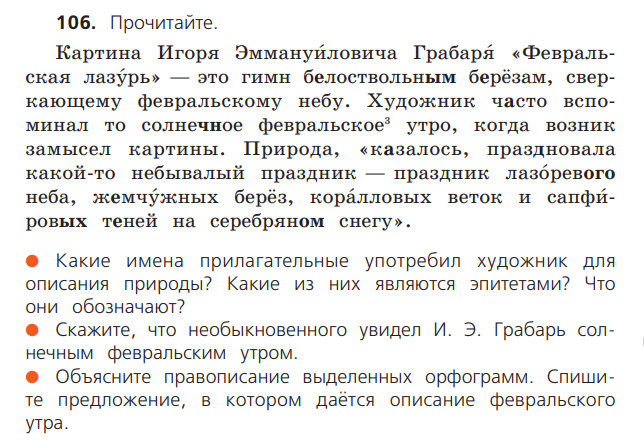 106. Прочитайте.
Картина Игоря Эммануи́ловича Грабаря́ «Февраль-
ская лазу́рь» — это гимн белоствольным берёзам, свер-
кающему февральскому небу. Художник часто вспо-
минал то солнечное февральское³ утро, когда возник
замысел картины. Природа, «казалось, праздновала
какой-то небывалый праздник — праздник лазо́ревого
неба, жемчу́жных берёз, кора́лловых веток и сапфи́-
ровых теней на серебряном снегу».
● Какие имена прилагательные употребил художник для
описания природы? Какие из них являются эпитетами? Что
они обозначают?
● Скажите, что необыкновенного увидел И. Э. Грабарь сол-
нечным февральским утром.
● Объясните правописание выделенных орфограмм. Спиши-
те предложение, в котором даётся описание февральского
утра.